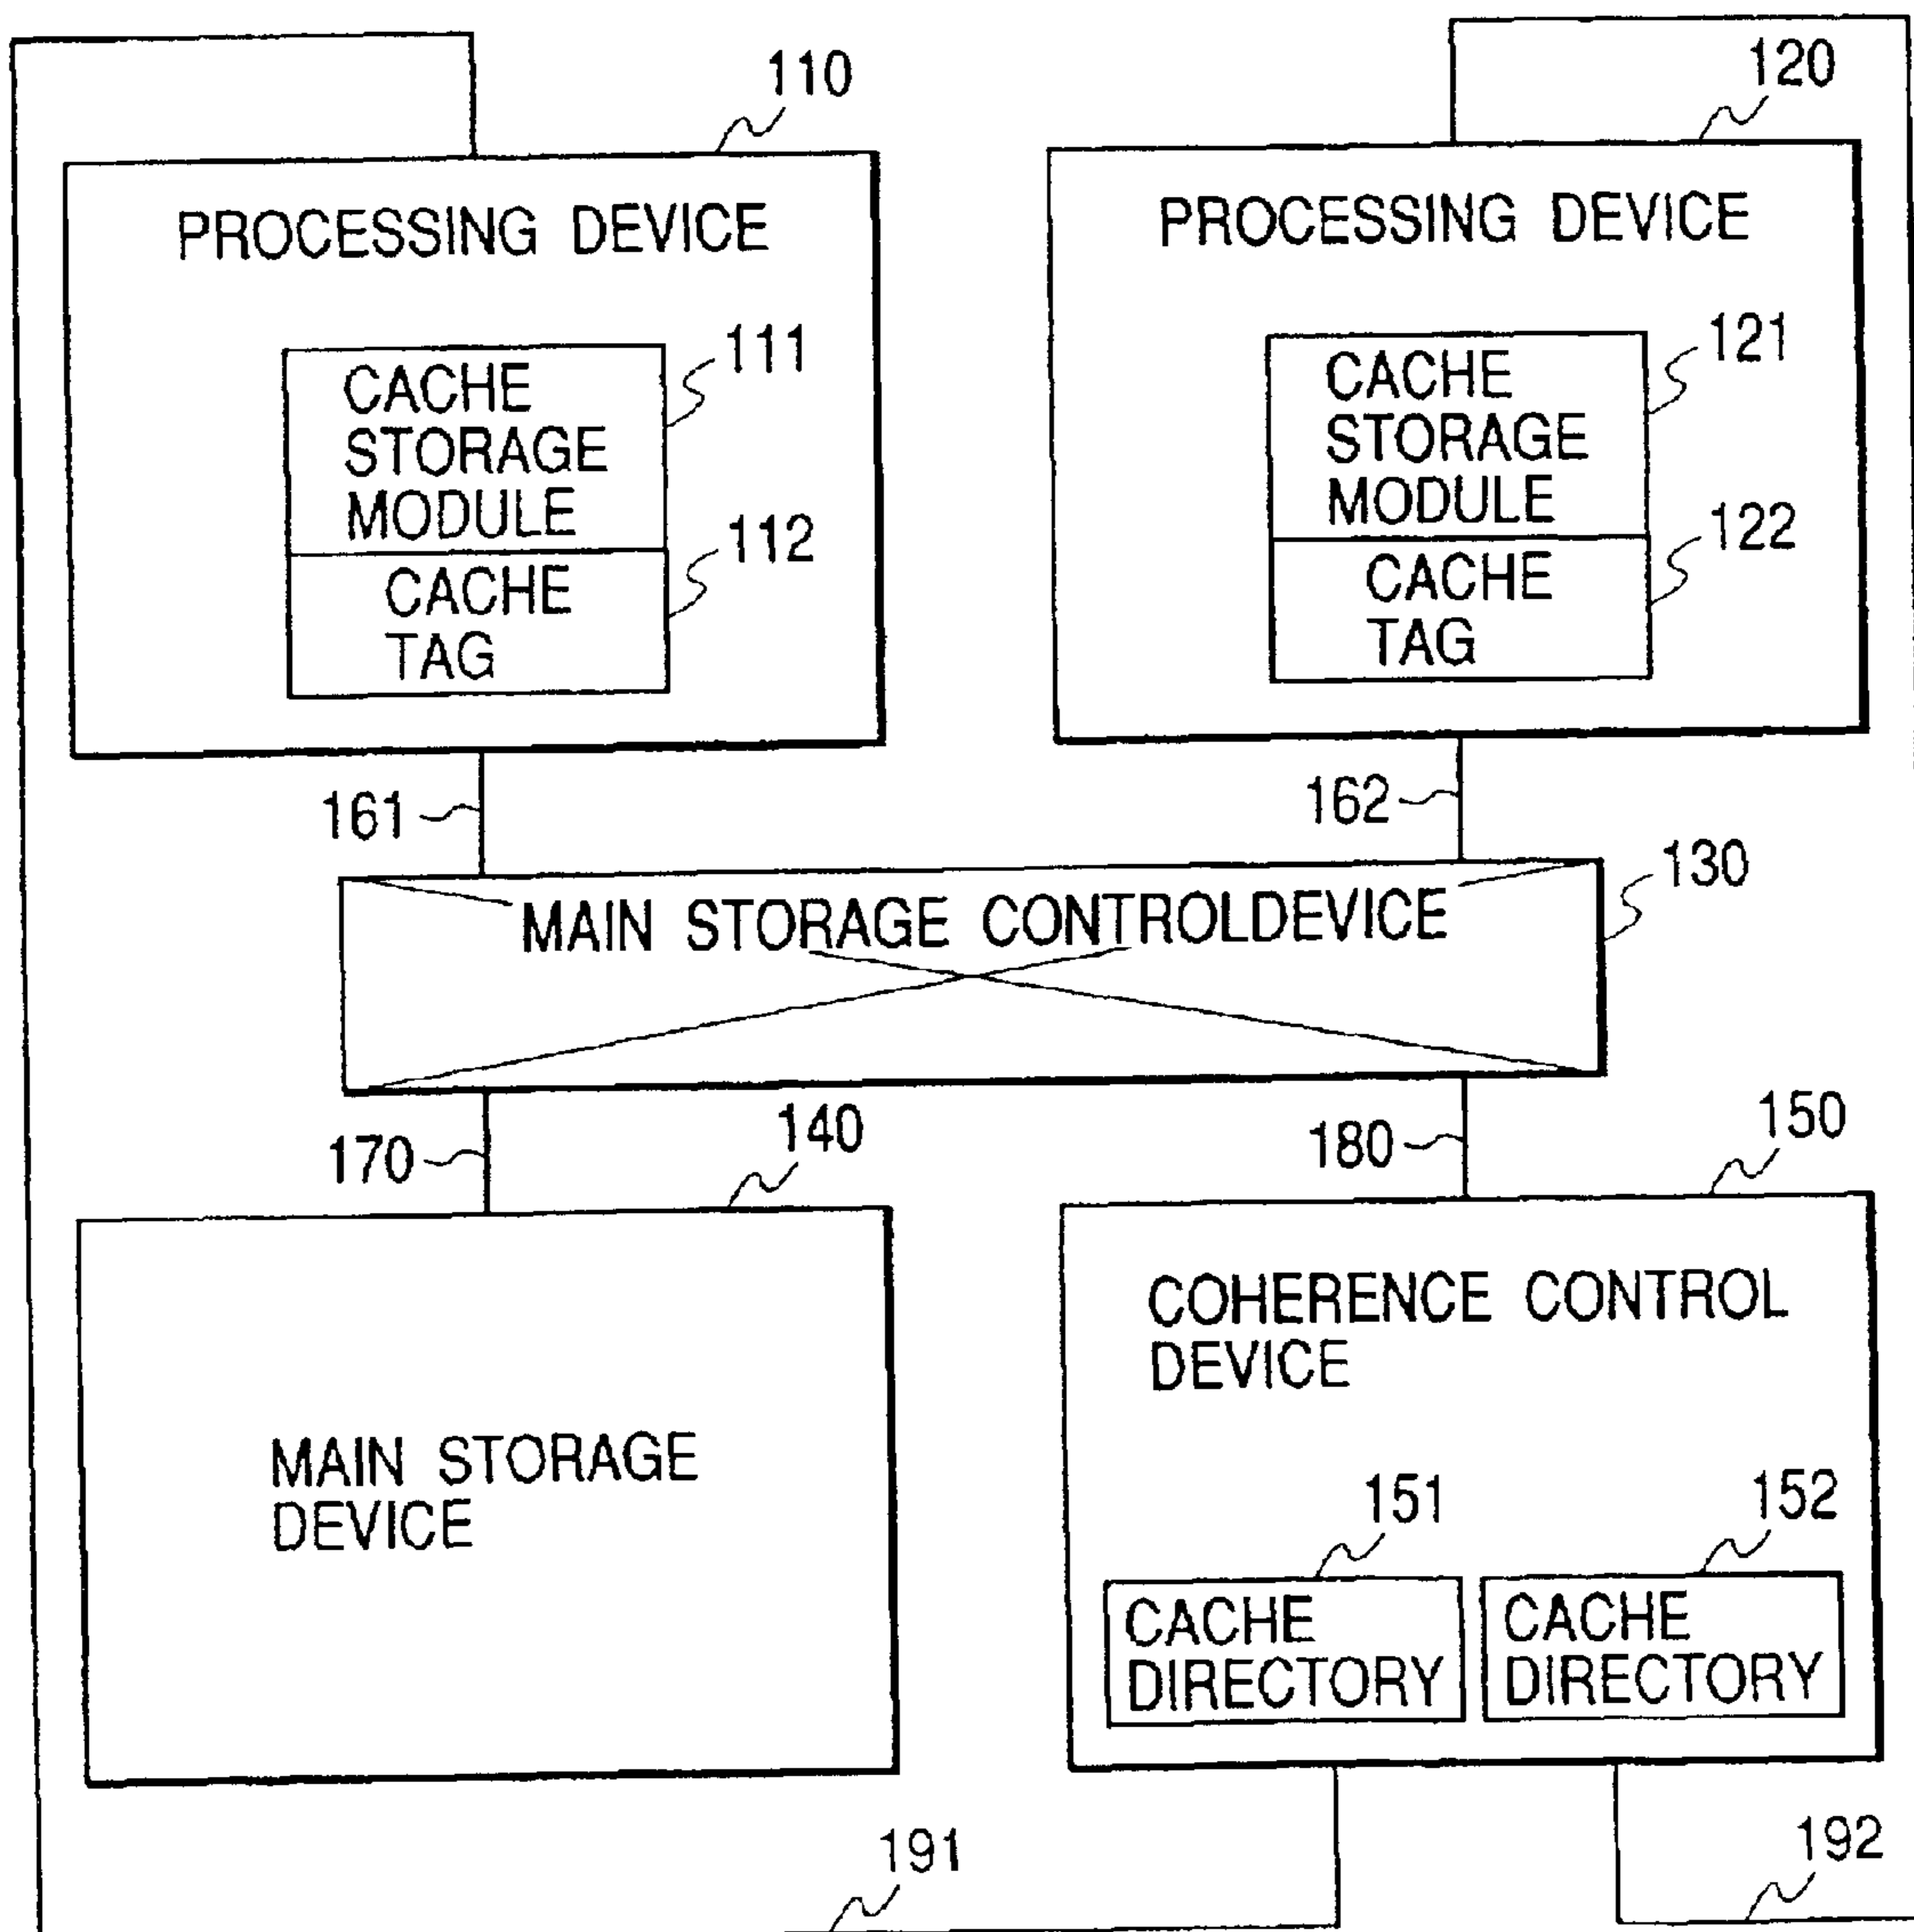 110
120
PROCESSING DEVICE
PROCESSING DEVICE
CACHE
STORAGE
MODULE
111
CACHE
TAG
112
CACHE
STORAGE
MODULE
121
CACHE
TAG
122
161
162
MAIN STORAGE CONTROLDEVICE
130
170
140
180
150
MAIN STORAGE
DEVICE
COHERENCE CONTROL
DEVICE
151
152
CACHE
DIRECTORY
CACHE
DIRECTORY
191
192